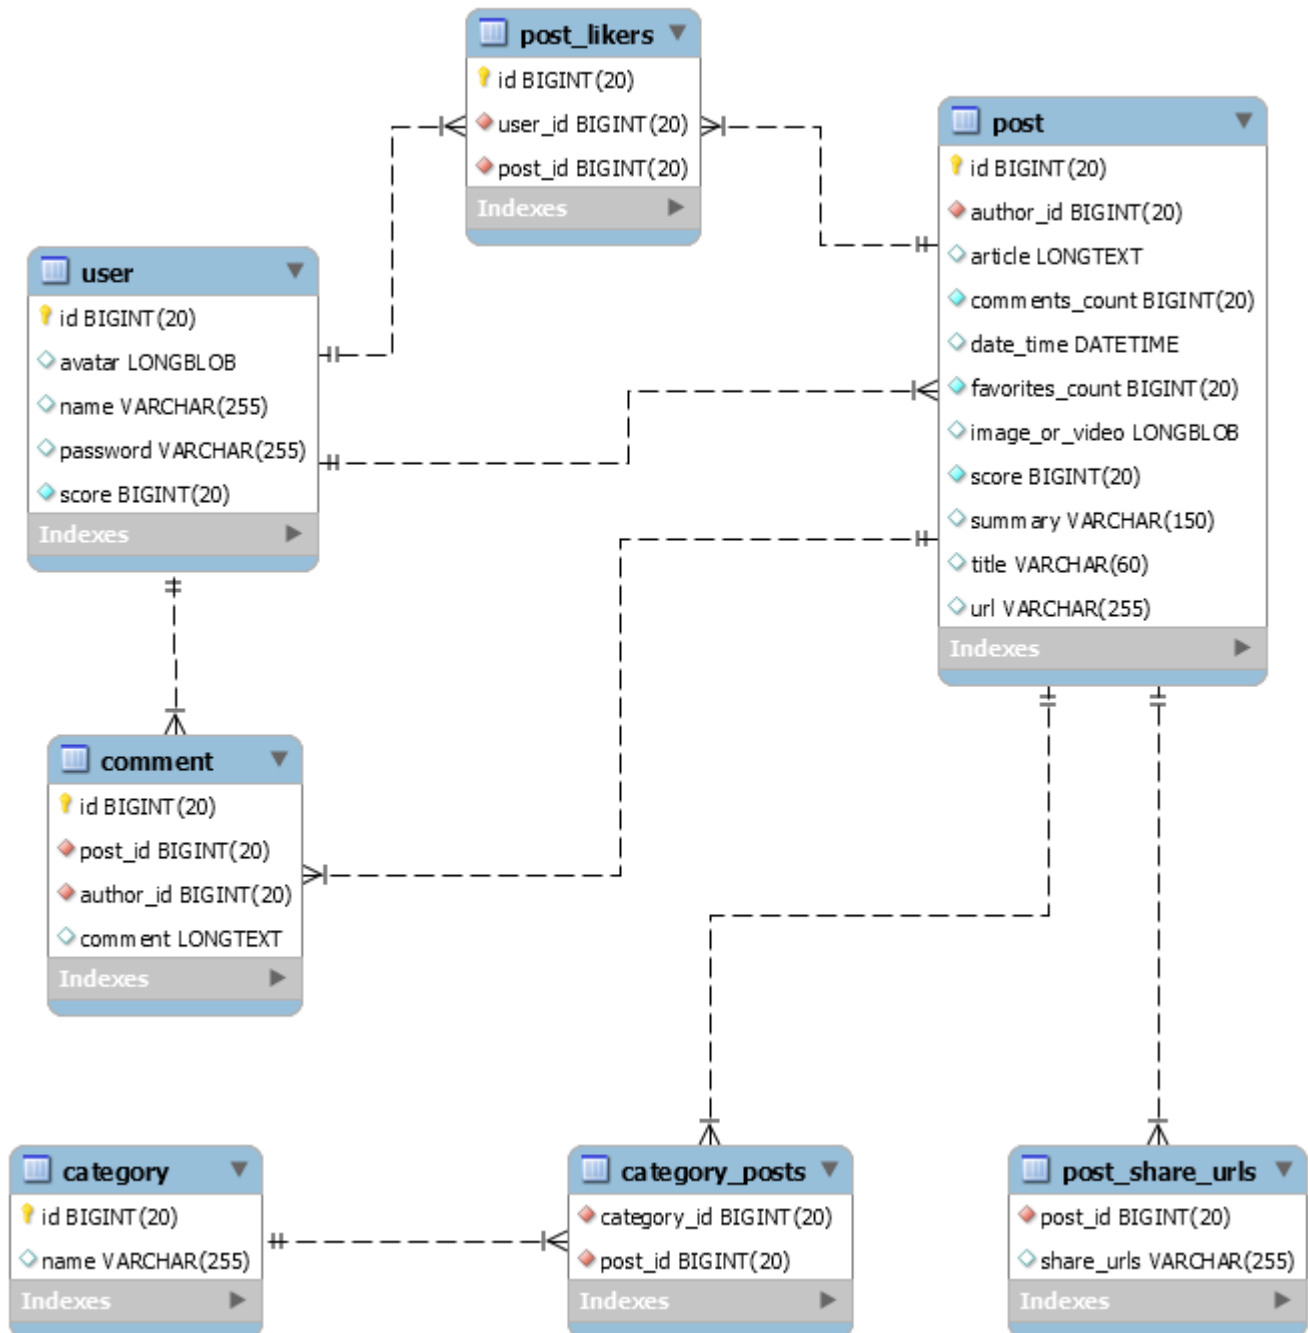 post_likers
id BIGINT(20)
user_id BIGINT(20)
post_id BIGINT(20)
Indexes
post
id BIGINT(20)
author_id BIGINT(20)
article LONGTEXT
comments_count BIGINT(20)
date_time DATETIME
favorites_count BIGINT(20)
image_or_video LONGBLOB
score BIGINT(20)
summary VARCHAR(150)
title VARCHAR(60)
url VARCHAR(255)
Indexes
user
id BIGINT(20)
avatar LONGBLOB
name VARCHAR(255)
password VARCHAR(255)
score BIGINT(20)
Indexes
comment
id BIGINT(20)
post_id BIGINT(20)
author_id BIGINT(20)
comment LONGTEXT
Indexes
category
id BIGINT(20)
name VARCHAR(255)
Indexes
category_posts
category_id BIGINT(20)
post_id BIGINT(20)
Indexes
post_share_urls
post_id BIGINT(20)
share_urls VARCHAR(255)
Indexes